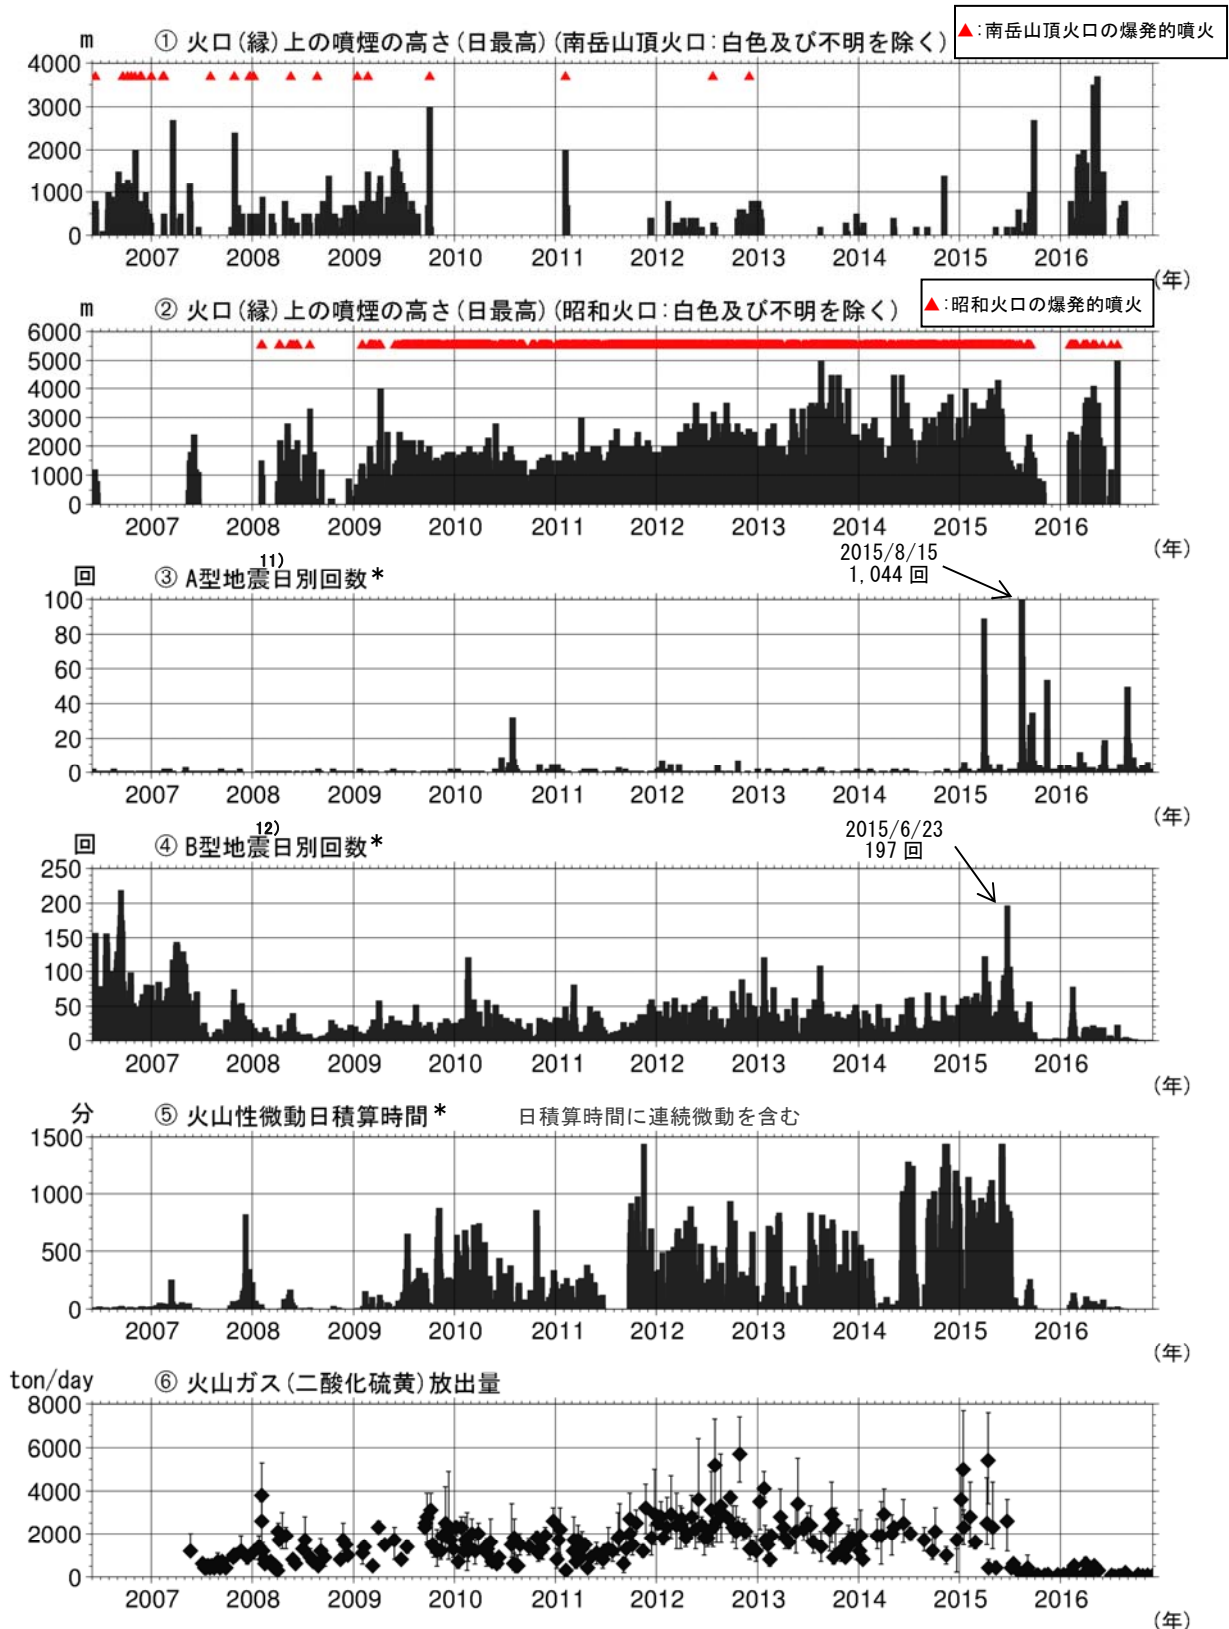 ▲:南岳山頂火口の爆発的噴火
m ① 火口(縁)上の噴煙の高さ(日最高)(南岳山頂火口:白色及び不明を除く)
4000
3000
2000
1000
0
2007 2008 2009 2010 2011 2012 2013 2014 2015 2016
(年)
▲:昭和火口の爆発的噴火
m ② 火口(縁)上の噴煙の高さ(日最高)(昭和火口:白色及び不明を除く)
6000
5000
4000
3000
2000
1000
0
2007 2008 2009 2010 2011 2012 2013 2014 2015 2016
(年)
回 ③ A型地震11)日別回数*
2015/8/15
1,044 回
100
80
60
40
20
0
2007 2008 2009 2010 2011 2012 2013 2014 2015 2016
(年)
回 ④ B型地震12)日別回数*
2015/6/23
197 回
250
200
150
100
50
0
2007 2008 2009 2010 2011 2012 2013 2014 2015 2016
(年)
分 ⑤ 火山性微動日積算時間* 日積算時間に連続微動を含む
1500
1000
500
0
2007 2008 2009 2010 2011 2012 2013 2014 2015 2016
(年)
ton/day ⑥ 火山ガス(二酸化硫黄)放出量
8000
6000
4000
2000
0
2007 2008 2009 2010 2011 2012 2013 2014 2015 2016
(年)